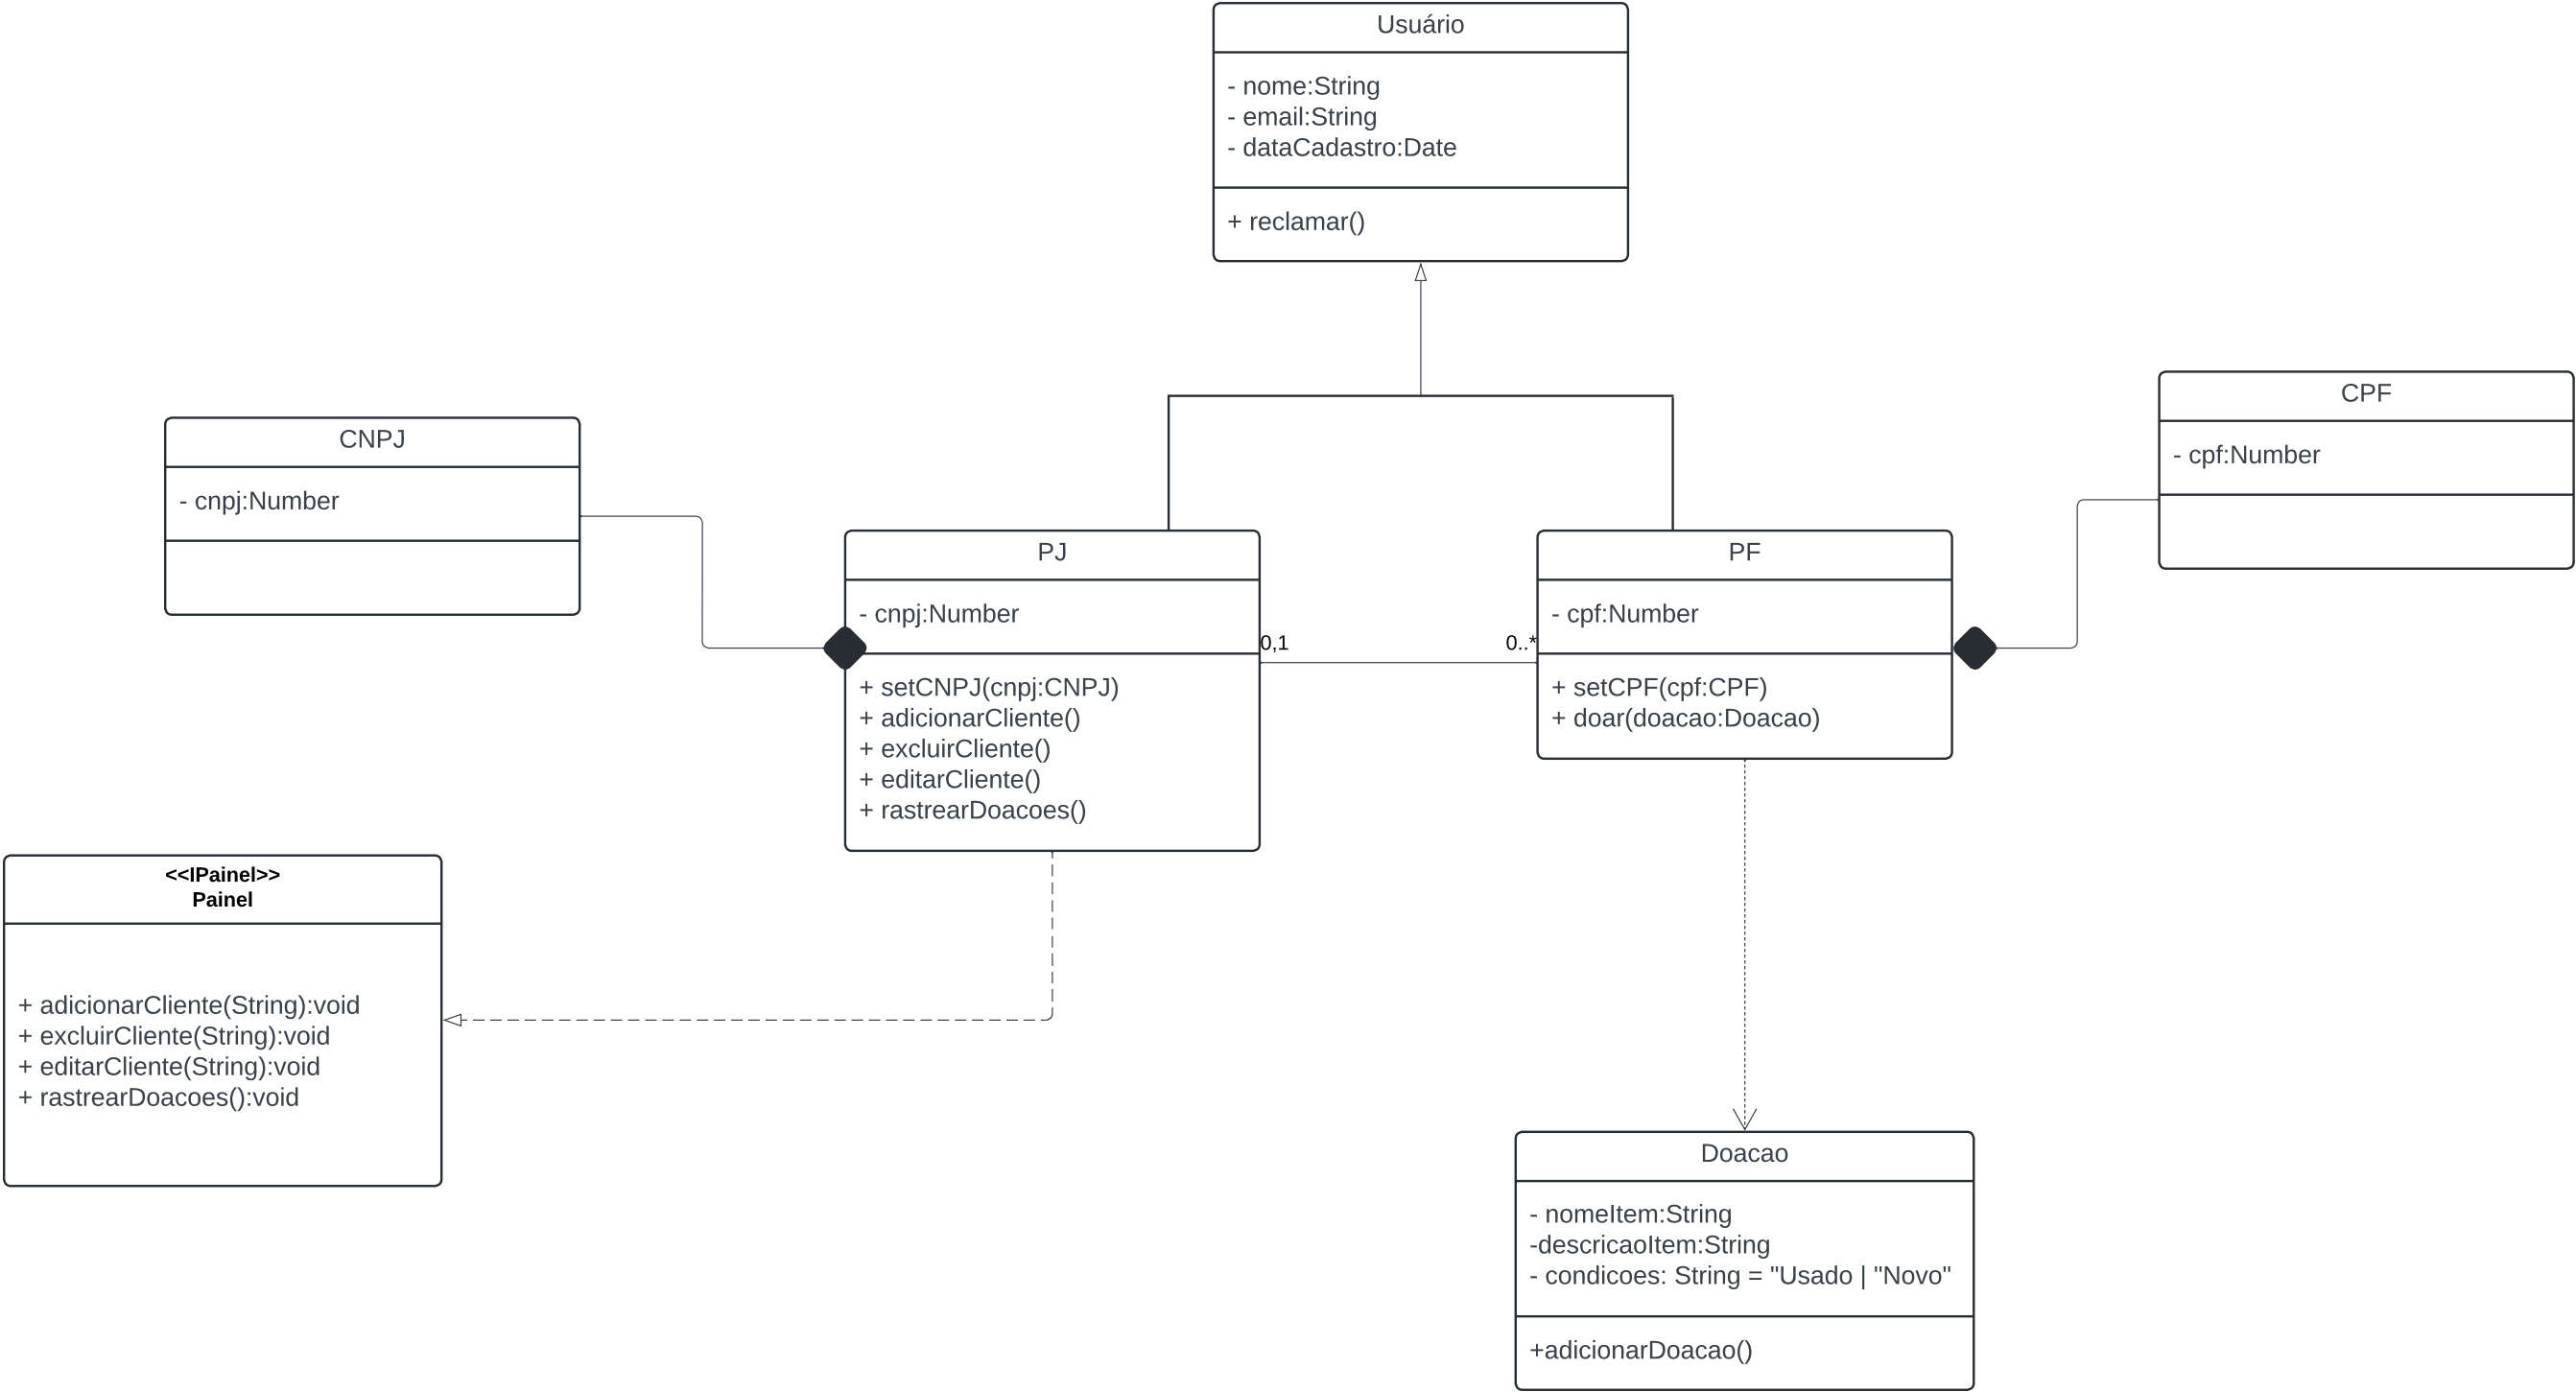 Usuário
- nome:String
- email:String
- dataCadastro:Date
+ reclamar()
CNPJ
- cnpj:Number
CPF
- cpf:Number
PJ
- cnpj:Number
+ setCNPJ(cnpj:CNPJ)
+ adicionarCliente()
+ excluirCliente()
+ editarCliente()
+ rastrearDoacoes()
0,1
0..*
PF
- cpf:Number
+ setCPF(cpf:CPF)
+ doar(doacao:Doacao)
<<IPainel>>
Painel
+ adicionarCliente(String):void
+ excluirCliente(String):void
+ editarCliente(String):void
+ rastrearDoacoes():void
Doacao
- nomeItem:String
-descricaoItem:String
- condicoes: String = "Usado | "Novo"
+adicionarDoacao()